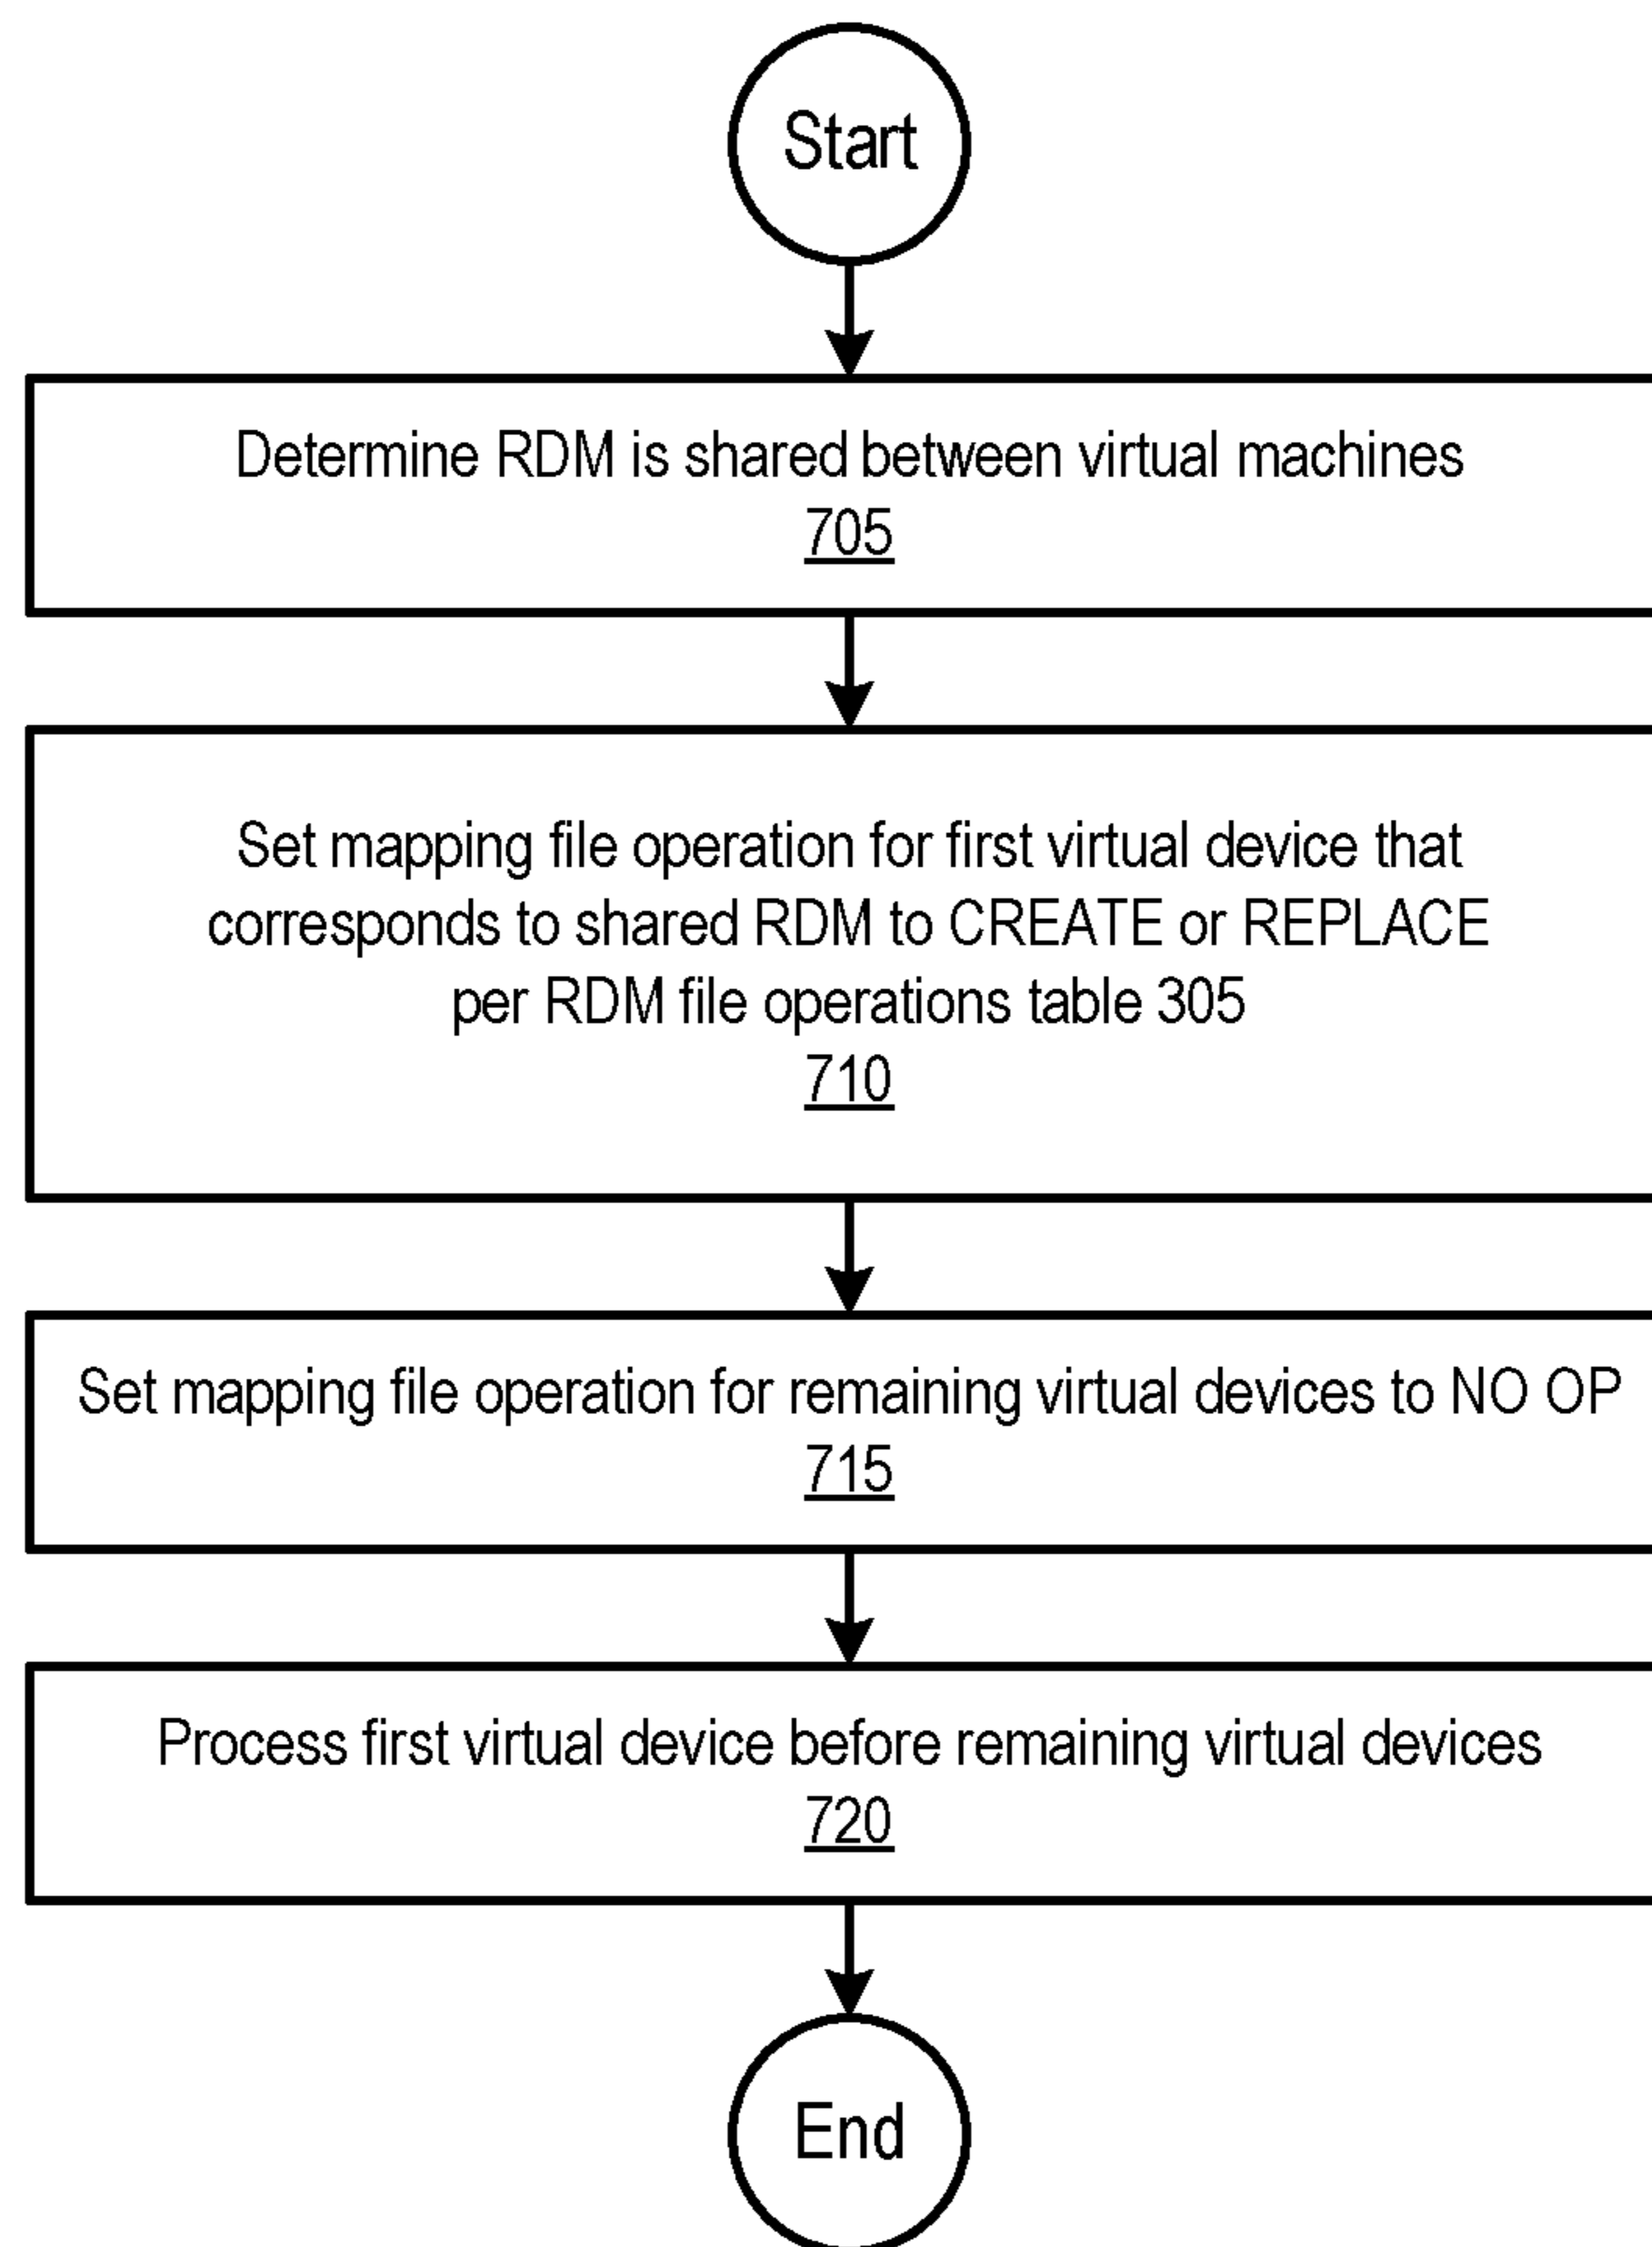 Start
Determine RDM is shared between virtual machines
705
Set mapping file operation for first virtual device that
corresponds to shared RDM to CREATE or REPLACE
per RDM file operations table 305
710
Set mapping file operation for remaining virtual devices to NO OP
715
Process first virtual device before remaining virtual devices
720
End